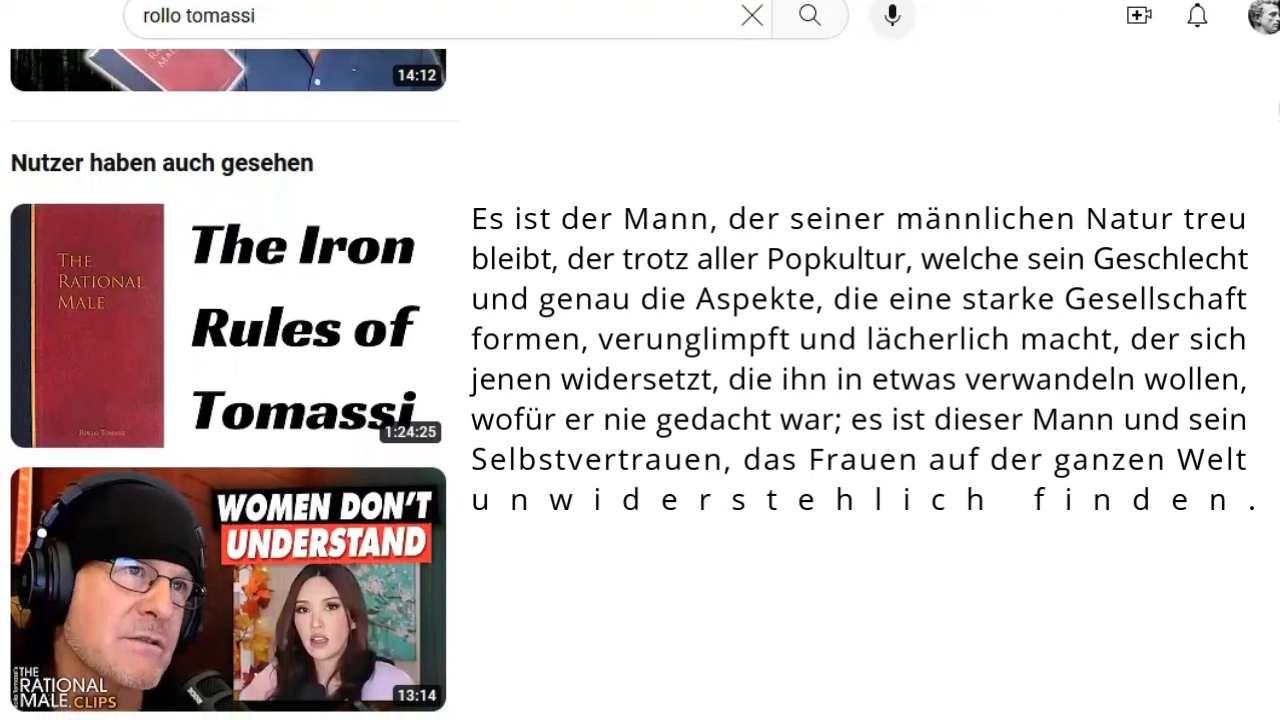 rollo tomassi
14:12
Nutzer haben auch gesehen
THE
RATIONAL
MALE
The Iron
Rules of
Tomassi
1:24:25
Es ist der Mann, der seiner männlichen Natur treu
bleibt, der trotz aller Popkultur, welche sein Geschlecht
und genau die Aspekte, die eine starke Gesellschaft
formen, verunglimpft und lächerlich macht, der sich
jenen widersetzt, die ihn in etwas verwandeln wollen,
wofür er nie gedacht war; es ist dieser Mann und sein
Selbstvertrauen, das Frauen auf der ganzen Welt
unwiderstehlich finden.
WOMEN DON'T
UNDERSTAND
THE
RATIONAL
MALE CLIPS
13:14